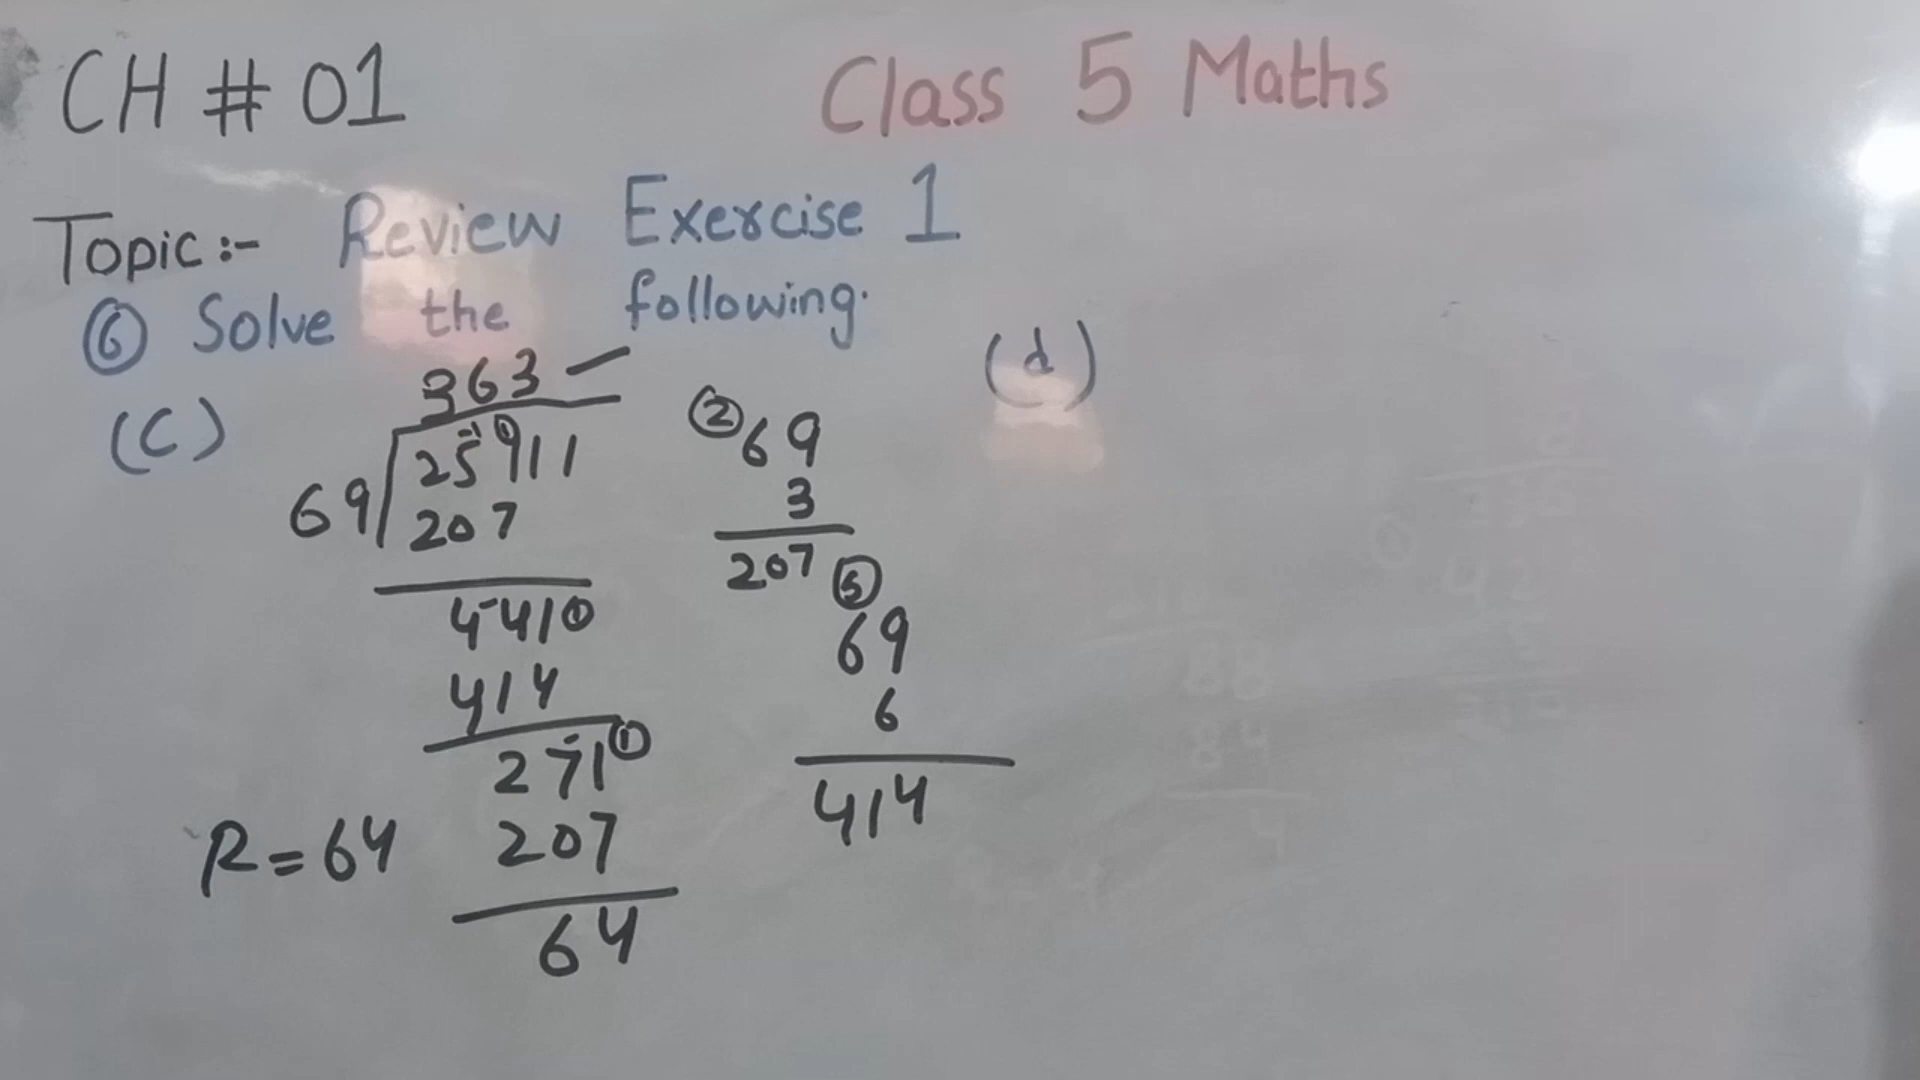 CH # 01
Class 5 Maths
Topic:- Review Exercise 1
6 Solve the following.
(C)
363
69 25911
207
4410
414
271
207
64
R = 64
2
69
3
207
6
69
6
414
(d)